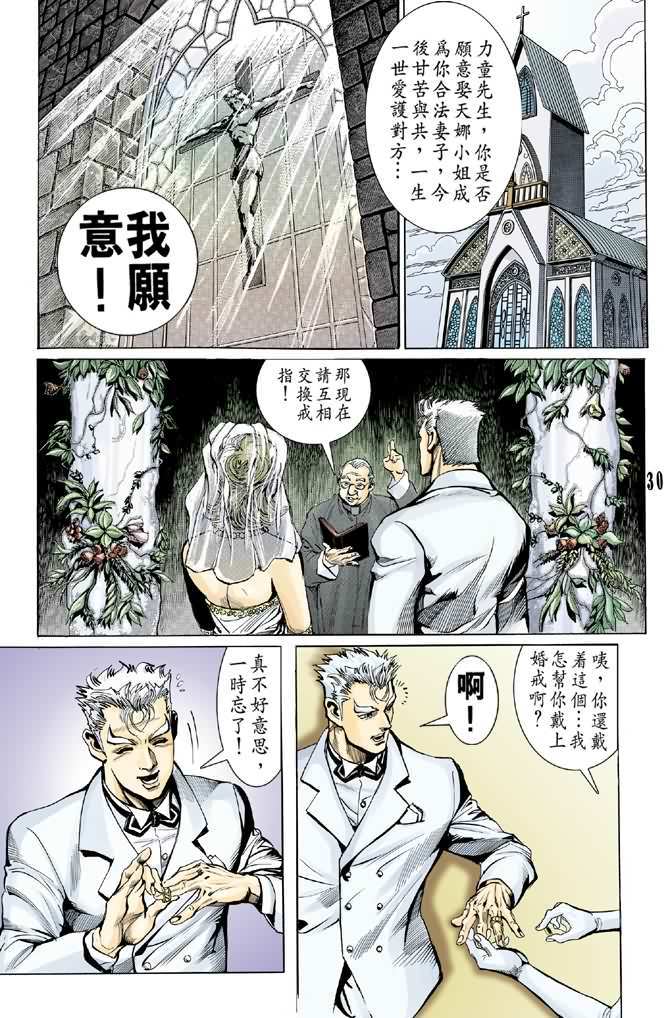 力童先生，你是否
願意娶天娜小姐成
爲你合法妻子，今
後甘苦與共，一生
一世愛護對方…
我願
意！
那現在
請互相
交換戒
指！
30
咦，你還戴
着這個…我
怎幫你戴上
婚戒啊？
啊！
真不好意思，
一時忘了！